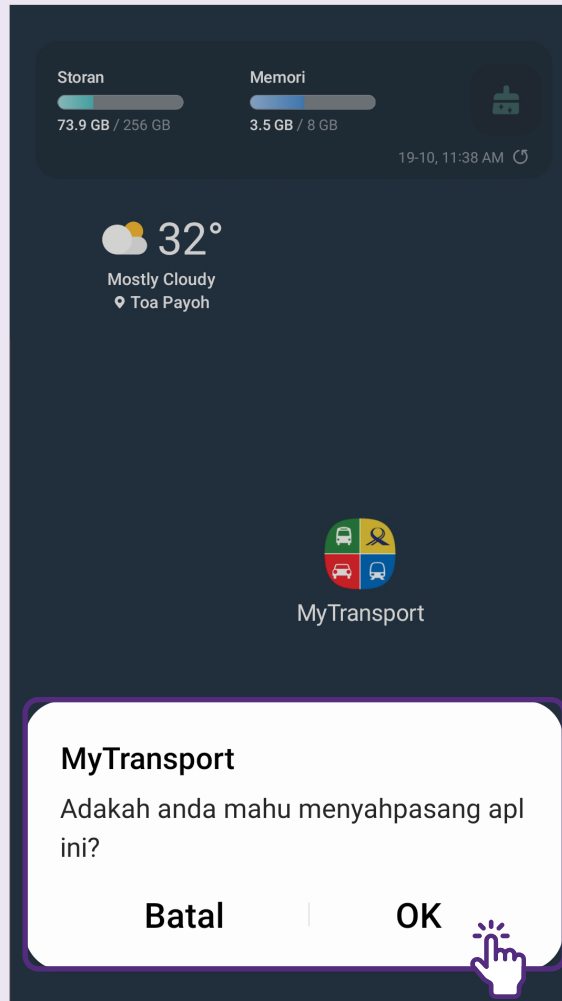 Storan
Memori
73.9 GB / 256 GB
3.5 GB / 8 GB
19-10, 11:38 AM
32°
Mostly Cloudy
Toa Payoh
MyTransport
MyTransport
Adakah anda mahu menyahpasang apl
ini?
Batal
OK